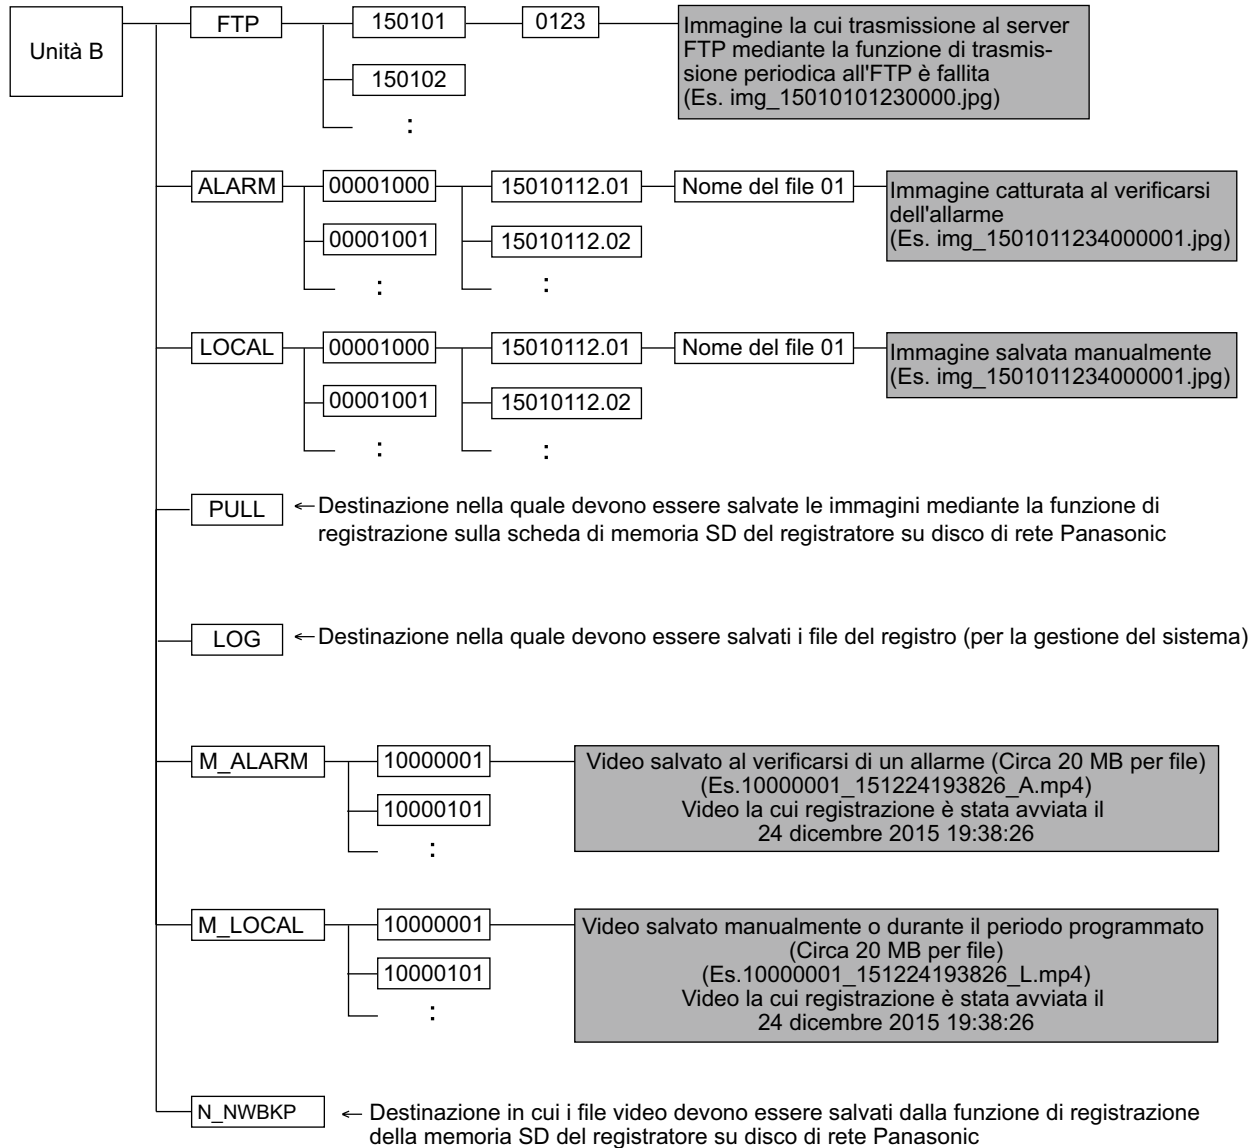 Unità B
FTP
150101
0123
Immagine la cui trasmissione al server
FTP mediante la funzione di trasmis-
sione periodica all'FTP è fallita
(Es. img_15010101230000.jpg)
150102
:
ALARM
00001000
15010112.01
Nome del file 01
Immagine catturata al verificarsi
dell'allarme
(Es. img_1501011234000001.jpg)
00001001
15010112.02
:
:
LOCAL
00001000
15010112.01
Nome del file 01
Immagine salvata manualmente
(Es. img_1501011234000001.jpg)
00001001
15010112.02
:
:
PULL
←Destinazione nella quale devono essere salvate le immagini mediante la funzione di
registrazione sulla scheda di memoria SD del registratore su disco di rete Panasonic
LOG
←Destinazione nella quale devono essere salvati i file del registro (per la gestione del sistema)
M_ALARM
10000001
Video salvato al verificarsi di un allarme (Circa 20 MB per file)
(Es.10000001_151224193826_A.mp4)
Video la cui registrazione è stata avviata il
24 dicembre 2015 19:38:26
10000101
:
M_LOCAL
10000001
Video salvato manualmente o durante il periodo programmato
(Circa 20 MB per file)
(Es.10000001_151224193826_L.mp4)
Video la cui registrazione è stata avviata il
24 dicembre 2015 19:38:26
10000101
:
N_NWBKP
← Destinazione in cui i file video devono essere salvati dalla funzione di registrazione
della memoria SD del registratore su disco di rete Panasonic